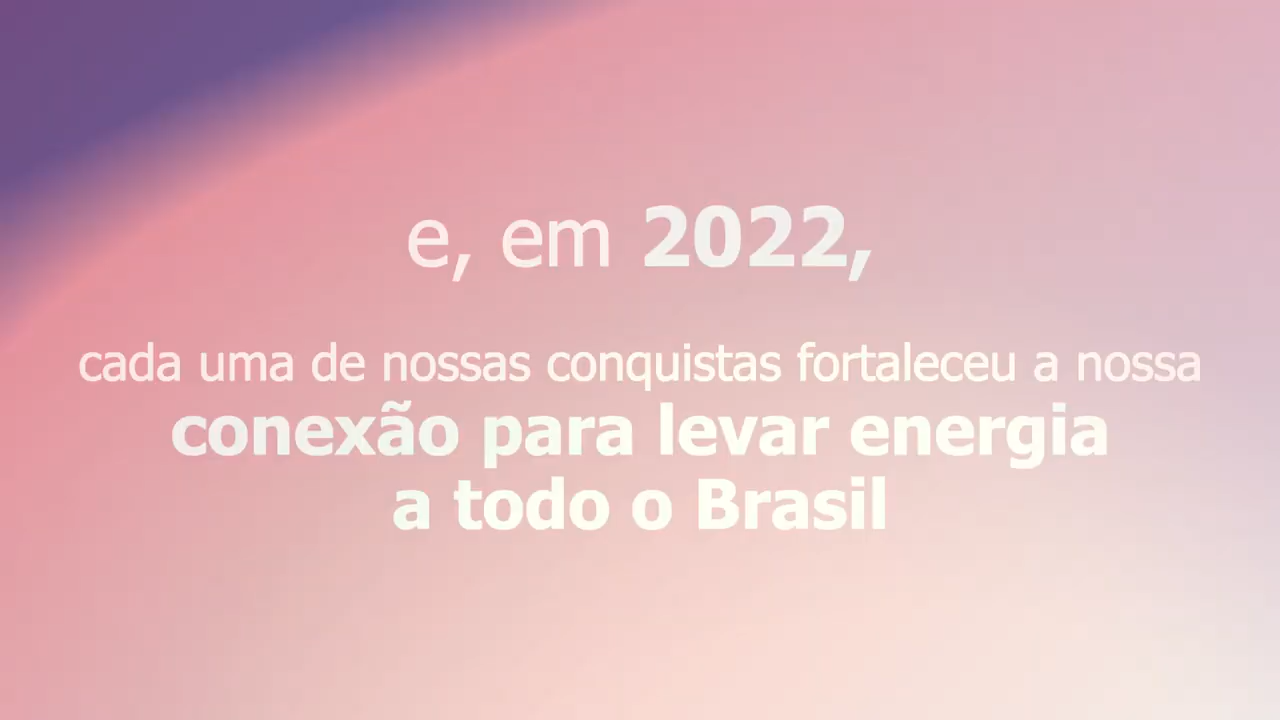 e, em 2022,
cada uma de nossas conquistas fortaleceu a nossa
conexão para levar energia
a todo o Brasil